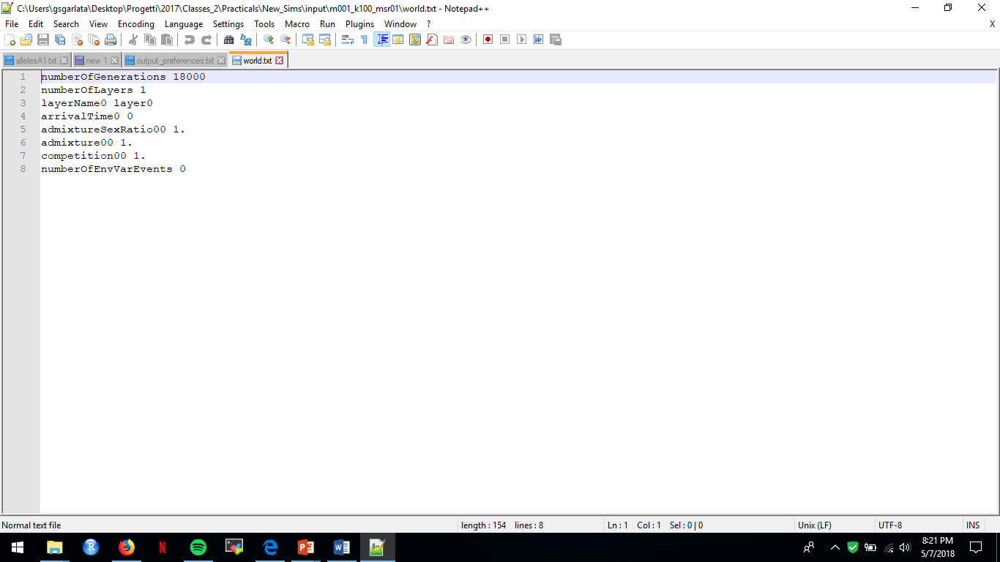 C:\Users\gsgarlata\Desktop\Progetti\2017\Classes_2\Practicals\New_Sims\input\m001_k100_msr01\world.txt - Notepad++
File Edit Search View Encoding Language Settings Tools Macro Run Plugins Window ? X
allelesA1.txt new 1 output_preferences.txt world.txt
1 numberOfGenerations 18000
2 numberOfLayers 1
3 layerName0 layer0
4 arrivalTime0 0
5 admixtureSexRatio00 1.
6 admixture00 1.
7 competition00 1.
8 numberOfEnvVarEvents 0
Normal text file length : 154 lines : 8 Ln : 1 Col : 1 Sel : 0 | 0 Unix (LF) UTF-8 INS
8:21 PM
5/7/2018